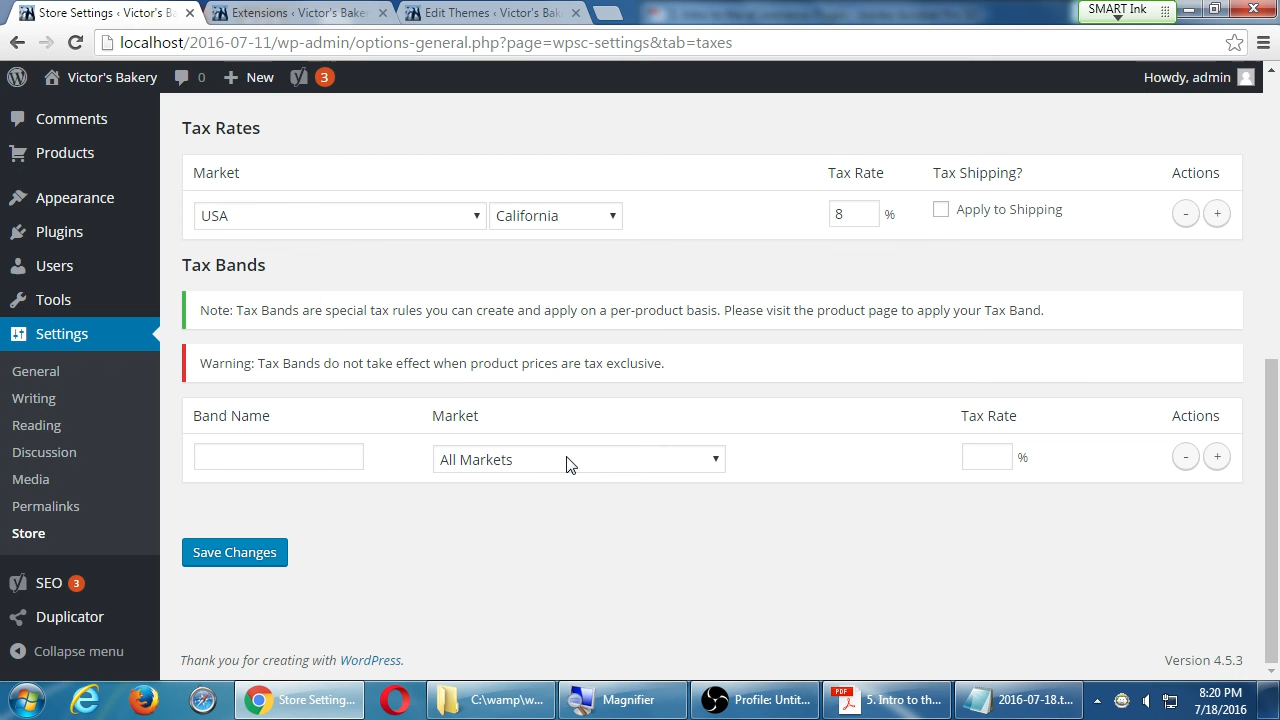 Store Settings ‹ Victor's B
Extensions ‹ Victor's Bake
Edit Themes ‹ Victor's Ba
SMART Ink
localhost/2016-07-11/wp-admin/options-general.php?page=wpsc-settings&tab=taxes
Victor's Bakery
0
New
3
Howdy, admin
Comments
Products
Appearance
Plugins
Users
Tools
Settings
General
Writing
Reading
Discussion
Media
Permalinks
Store
SEO 3
Duplicator
Collapse menu
Tax Rates
Market Tax Rate Tax Shipping? Actions
USA California 8 % Apply to Shipping - +
Tax Bands
Note: Tax Bands are special tax rules you can create and apply on a per-product basis. Please visit the product page to apply your Tax Band.
Warning: Tax Bands do not take effect when product prices are tax exclusive.
Band Name Market Tax Rate Actions
All Markets % - +
Save Changes
Thank you for creating with WordPress.
Version 4.5.3
Store Setting...
C:\wamp\w...
Magnifier
Profile: Untit...
PDF
5. Intro to th...
2016-07-18.t...
8:20 PM
7/18/2016